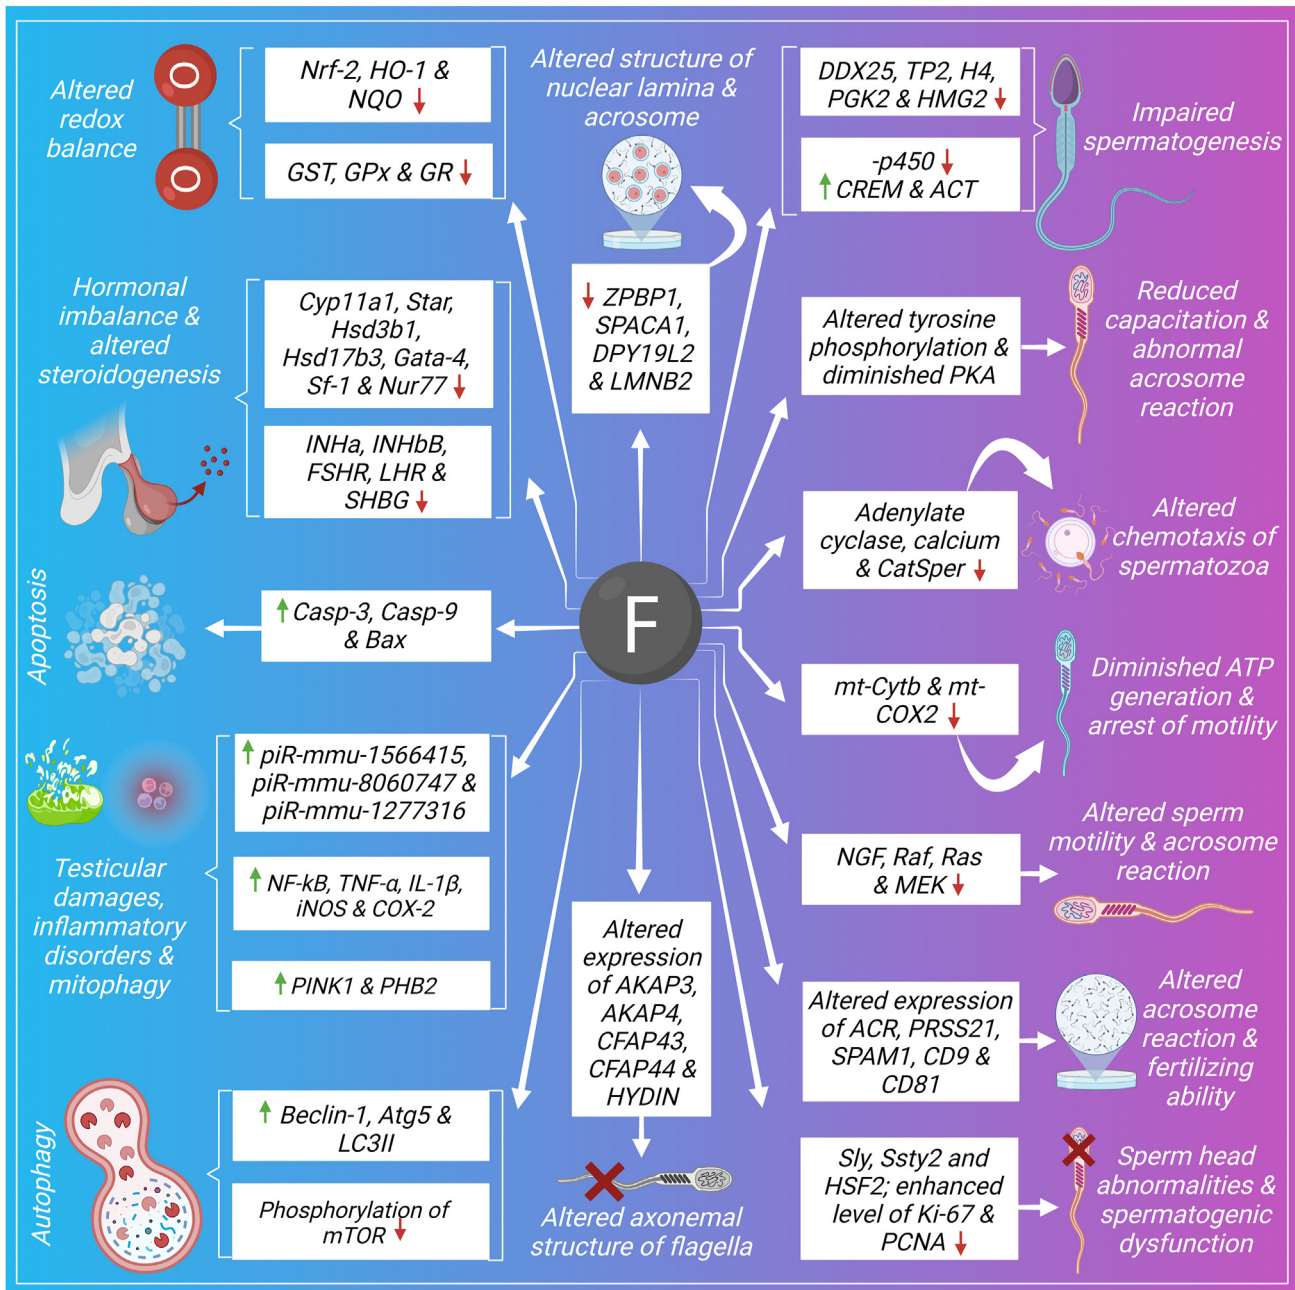 Altered
redox
balance
O
O
Nrf-2, HO-1 &
NQO
GST, GPx & GR
Altered structure of
nuclear lamina &
acrosome
ZPBP1,
SPACA1,
DPY19L2
& LMNB2
DDX25, TP2, H4,
PGK2 & HMG2
-p450
CREM & ACT
Impaired
spermatogenesis
Hormonal
imbalance &
altered
steroidogenesis
Cyp11a1, Star,
Hsd3b1,
Hsd17b3, Gata-4,
Sf-1 & Nur77
INHa, INHbB,
FSHR, LHR &
SHBG
Altered tyrosine
phosphorylation &
diminished PKA
Reduced
capacitation &
abnormal
acrosome
reaction
Adenylate
cyclase, calcium
& CatSper
Altered
chemotaxis of
spermatozoa
Apoptosis
Casp-3, Casp-9
& Bax
F
mt-Cytb & mt-
COX2
Diminished ATP
generation &
arrest of motility
Testicular
damages,
inflammatory
disorders &
mitophagy
piR-mmu-1566415,
piR-mmu-8060747 &
piR-mmu-1277316
NF-kB, TNF-α, IL-1β,
iNOS & COX-2
PINK1 & PHB2
NGF, Raf, Ras
& MEK
Altered sperm
motility & acrosome
reaction
Altered
expression
of AKAP3,
AKAP4,
CFAP43,
CFAP44 &
HYDIN
Altered axonemal
structure of flagella
Altered expression
of ACR, PRSS21,
SPAM1, CD9 &
CD81
Altered
acrosome
reaction &
fertilizing
ability
Autophagy
Beclin-1, Atg5 &
LC3II
Phosphorylation of
mTOR
Sly, Ssty2 and
HSF2; enhanced
level of Ki-67 &
PCNA
Sperm head
abnormalities &
spermatogenic
dysfunction